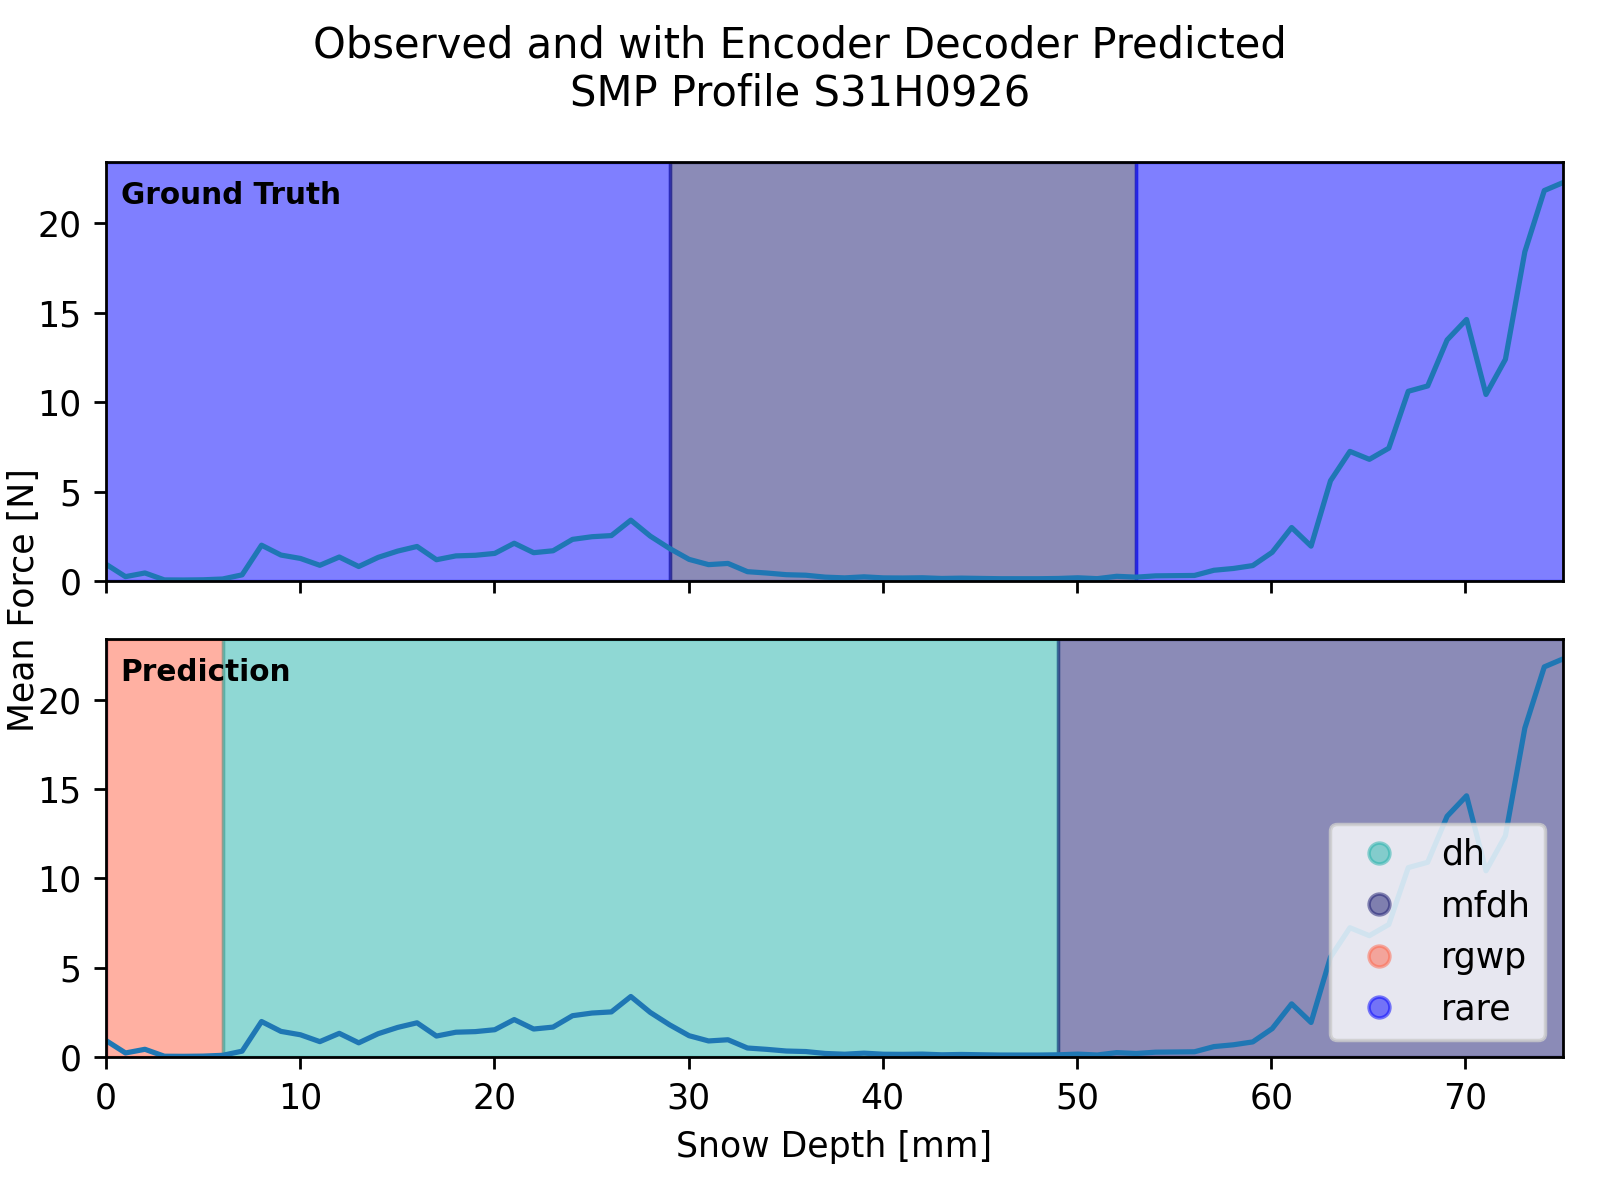 Observed and with Encoder Decoder Predicted
SMP Profile S31H0926
Ground Truth
20
15
10
5
0
Mean Force [N]
Prediction
20
15
10
5
0
dh
mfdh
rgwp
rare
0 10 20 30 40 50 60 70
Snow Depth [mm]